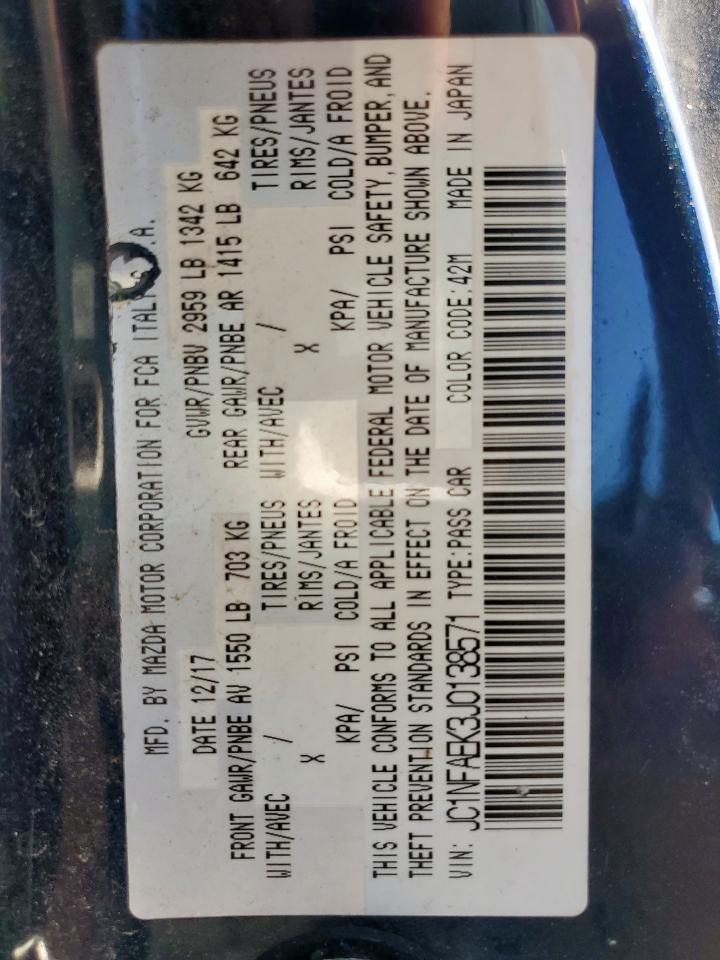 MFD. BY MAZDA MOTOR CORPORATION FOR FCA ITALY .A.
DATE 12/17 GVWR/PNBV 2959 LB 1342 KG
FRONT GAWR/PNBE AV 1550 LB 703 KG REAR GAWR/PNBE AR 1415 LB 642 KG
WITH/AVEC / TIRES/PNEUS WITH/AVEC / TIRES/PNEUS
X RIMS/JANTES X RIMS/JANTES
KPA/ PSI COLD/A FROID KPA/ PSI COLD/A FROID
THIS VEHICLE CONFORMS TO ALL APPLICABLE FEDERAL MOTOR VEHICLE SAFETY, BUMPER, AND
THEFT PREVENTION STANDARDS IN EFFECT ON THE DATE OF MANUFACTURE SHOWN ABOVE.
VIN: JC1NFAEK3J0138571 TYPE:PASS CAR COLOR CODE:42M MADE IN JAPAN